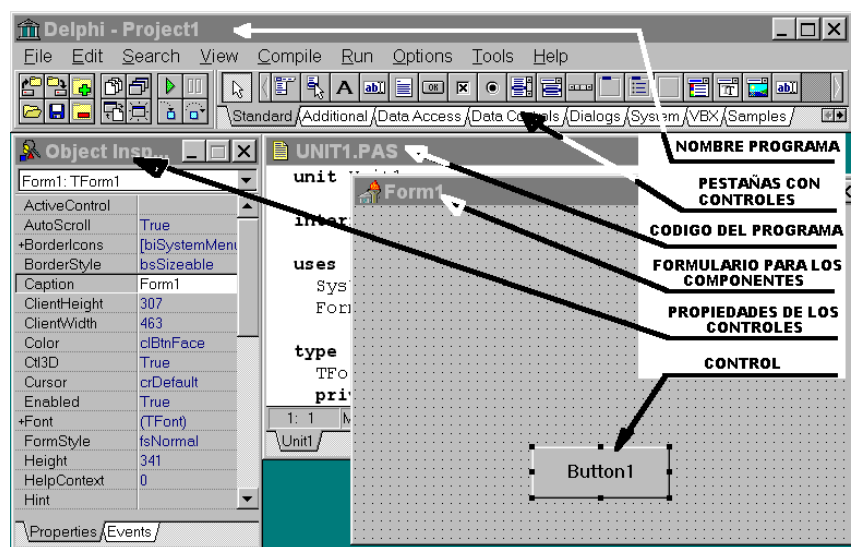 Delphi - Project1
File Edit Search View Compile Run Options Tools Help
Standard Additional Data Access Data Controls Dialogs System VBX Samples
Object Insp...
Form1: TForm1
ActiveControl
AutoScroll True
+BorderIcons [biSystemMenu
BorderStyle bsSizeable
Caption Form1
ClientHeight 307
ClientWidth 463
Color clBtnFace
Ctl3D True
Cursor crDefault
Enabled True
+Font (TFont)
FormStyle fsNormal
Height 341
HelpContext 0
Hint
Properties Events
UNIT1.PAS
unit Unit1
inter
uses
Sys
For
type
TFo
pri
1: 1 M
Unit1
Form1
Button1
NOMBRE PROGRAMA
PESTAÑAS CON
CONTROLES
CODIGO DEL PROGRAMA
FORMULARIO PARA LOS
COMPONENTES
PROPIEDADES DE LOS
CONTROLES
CONTROL